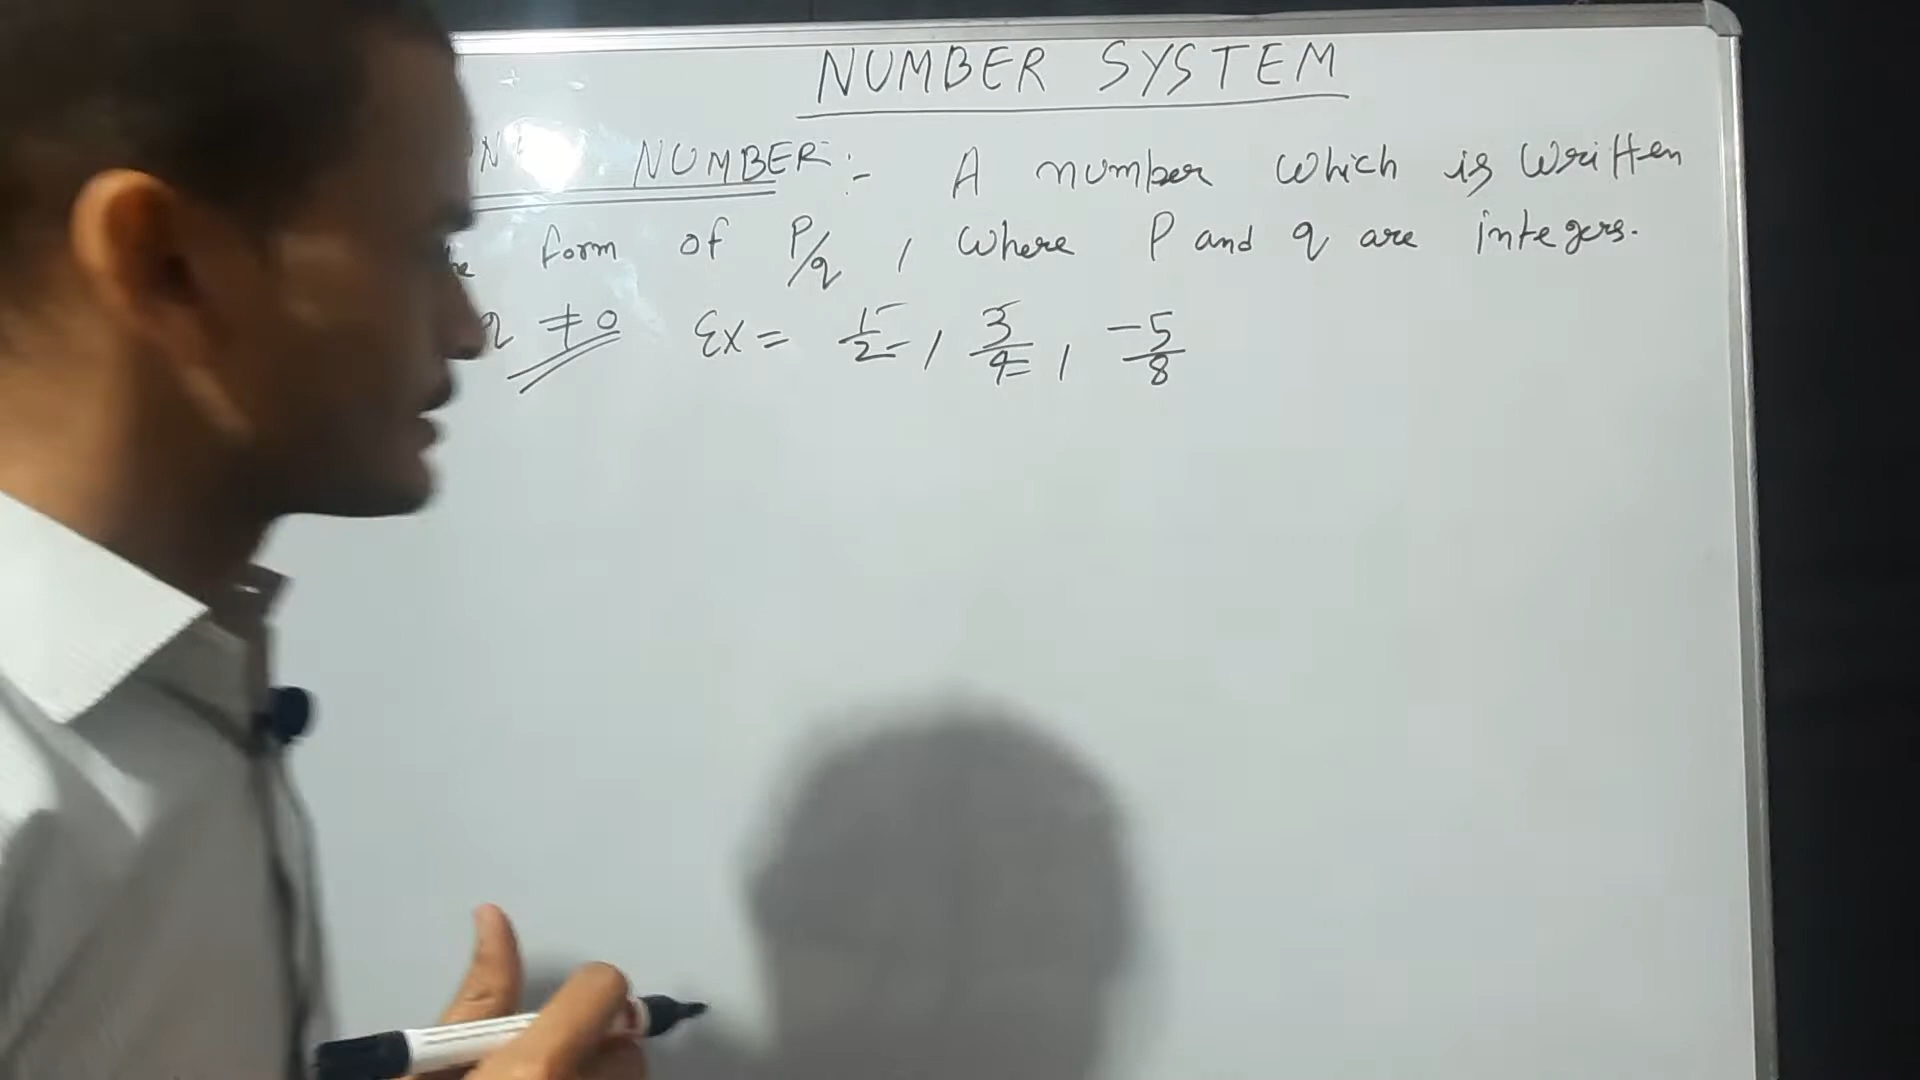 NUMBER SYSTEM
NUMBER :- A number which is written
form of P/q , where P and q are integers.
q ≠ 0 Ex = 1/2 , 3/4 , -5/8